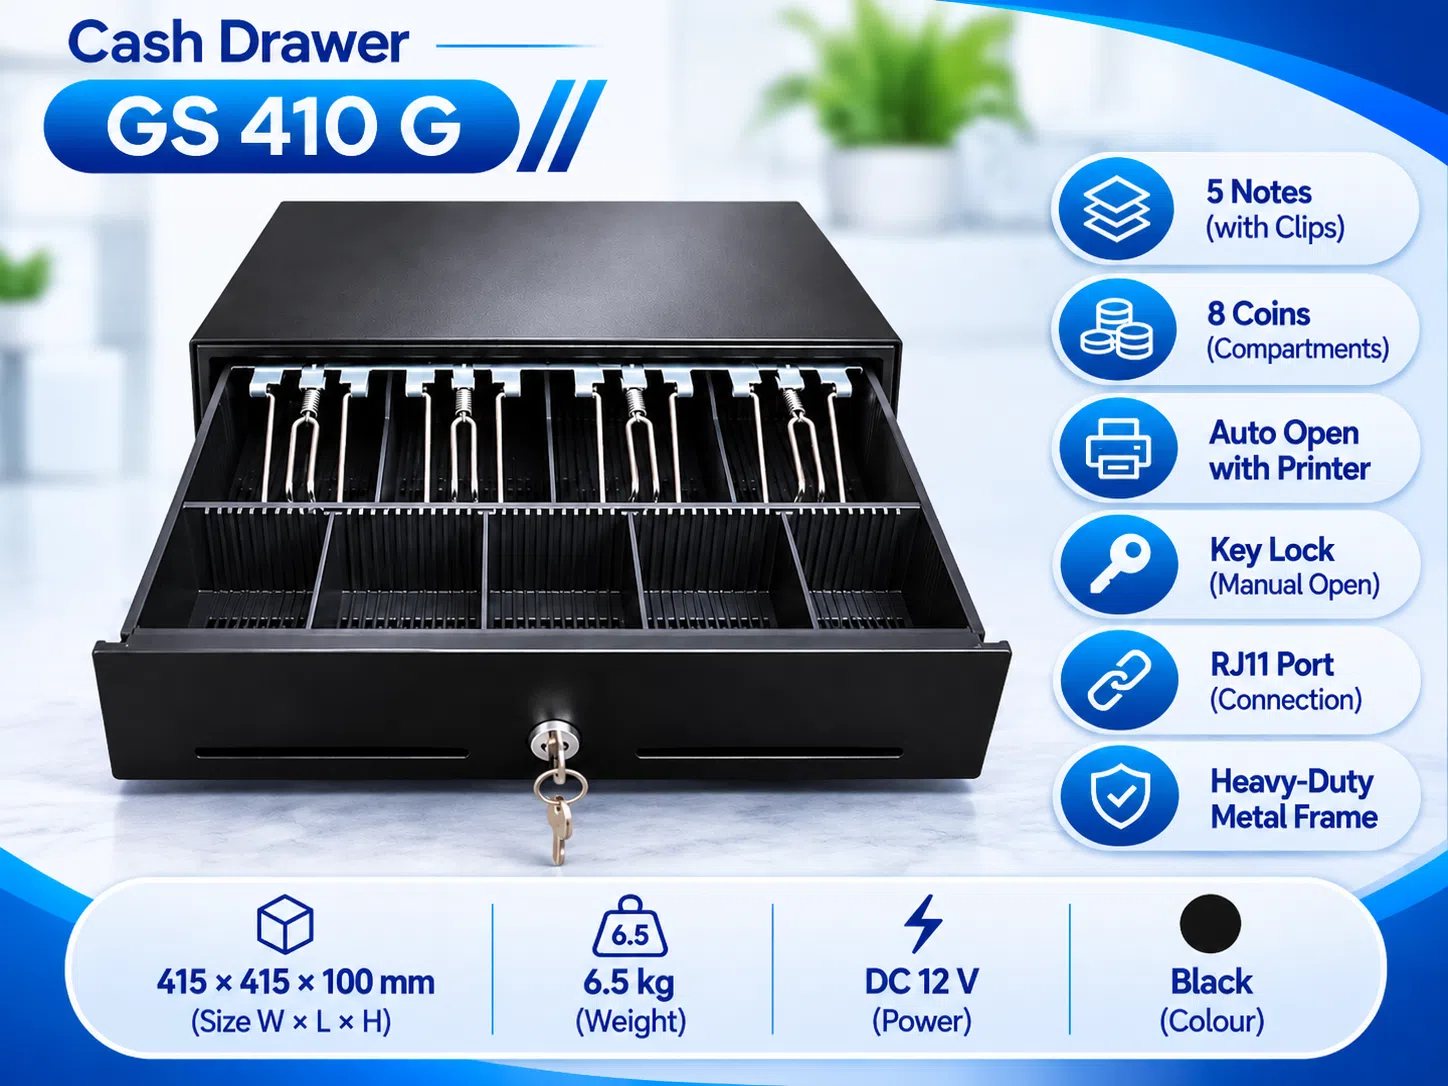 Cash Drawer
GS 410 G
5 Notes
(with Clips)
8 Coins
(Compartments)
Auto Open
with Printer
Key Lock
(Manual Open)
RJ11 Port
(Connection)
Heavy-Duty
Metal Frame
415 × 415 × 100 mm
(Size W × L × H)
6.5
6.5 kg
(Weight)
DC 12 V
(Power)
Black
(Colour)